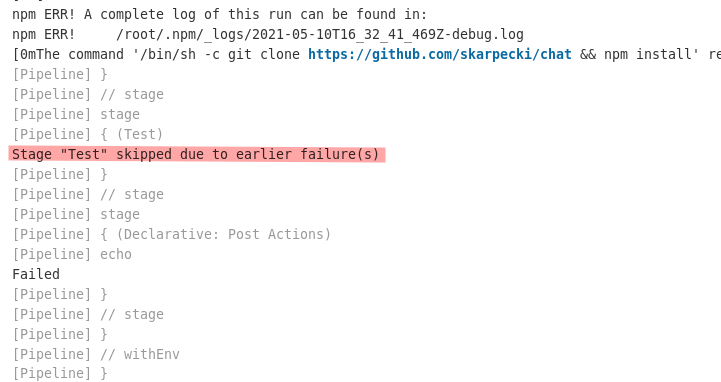 npm ERR! A complete log of this run can be found in:
npm ERR!     /root/.npm/_logs/2021-05-10T16_32_41_469Z-debug.log
[0mThe command '/bin/sh -c git clone https://github.com/skarpecki/chat && npm install' re
[Pipeline] }
[Pipeline] // stage
[Pipeline] stage
[Pipeline] { (Test)
Stage "Test" skipped due to earlier failure(s)
[Pipeline] }
[Pipeline] // stage
[Pipeline] stage
[Pipeline] { (Declarative: Post Actions)
[Pipeline] echo
Failed
[Pipeline] }
[Pipeline] // stage
[Pipeline] }
[Pipeline] // withEnv
[Pipeline] }